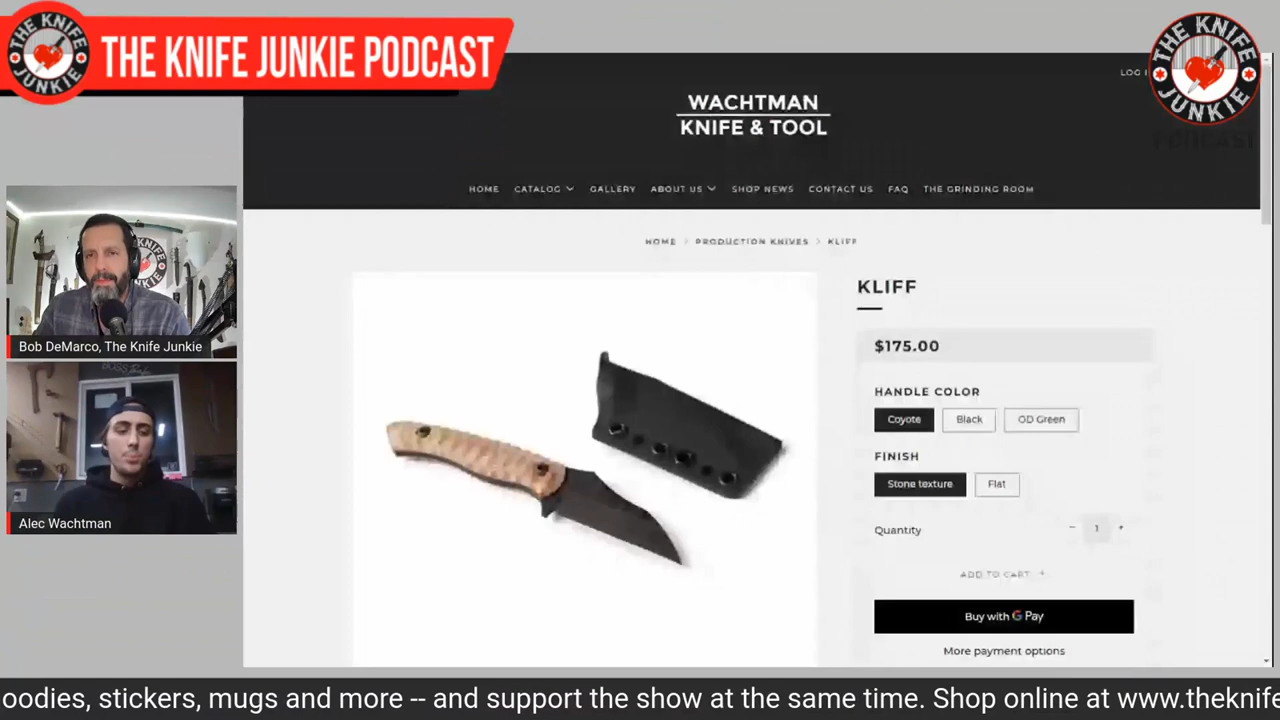 THE KNIFE JUNKIE
THE KNIFE JUNKIE PODCAST
THE KNIFE JUNKIE
PODCAST
LOG I
WACHTMAN
KNIFE & TOOL
HOME CATALOG GALLERY ABOUT US SHOP NEWS CONTACT US FAQ THE GRINDING ROOM
HOME > PRODUCTION KNIVES > KLIFF
KLIFF
$175.00
HANDLE COLOR
Coyote Black OD Green
FINISH
Stone texture Flat
Quantity − 1 +
ADD TO CART +
Buy with G Pay
More payment options
KNIFE
JUNKIE
Bob DeMarco, The Knife Junkie
Alec Wachtman
oodies, stickers, mugs and more -- and support the show at the same time. Shop online at www.theknife